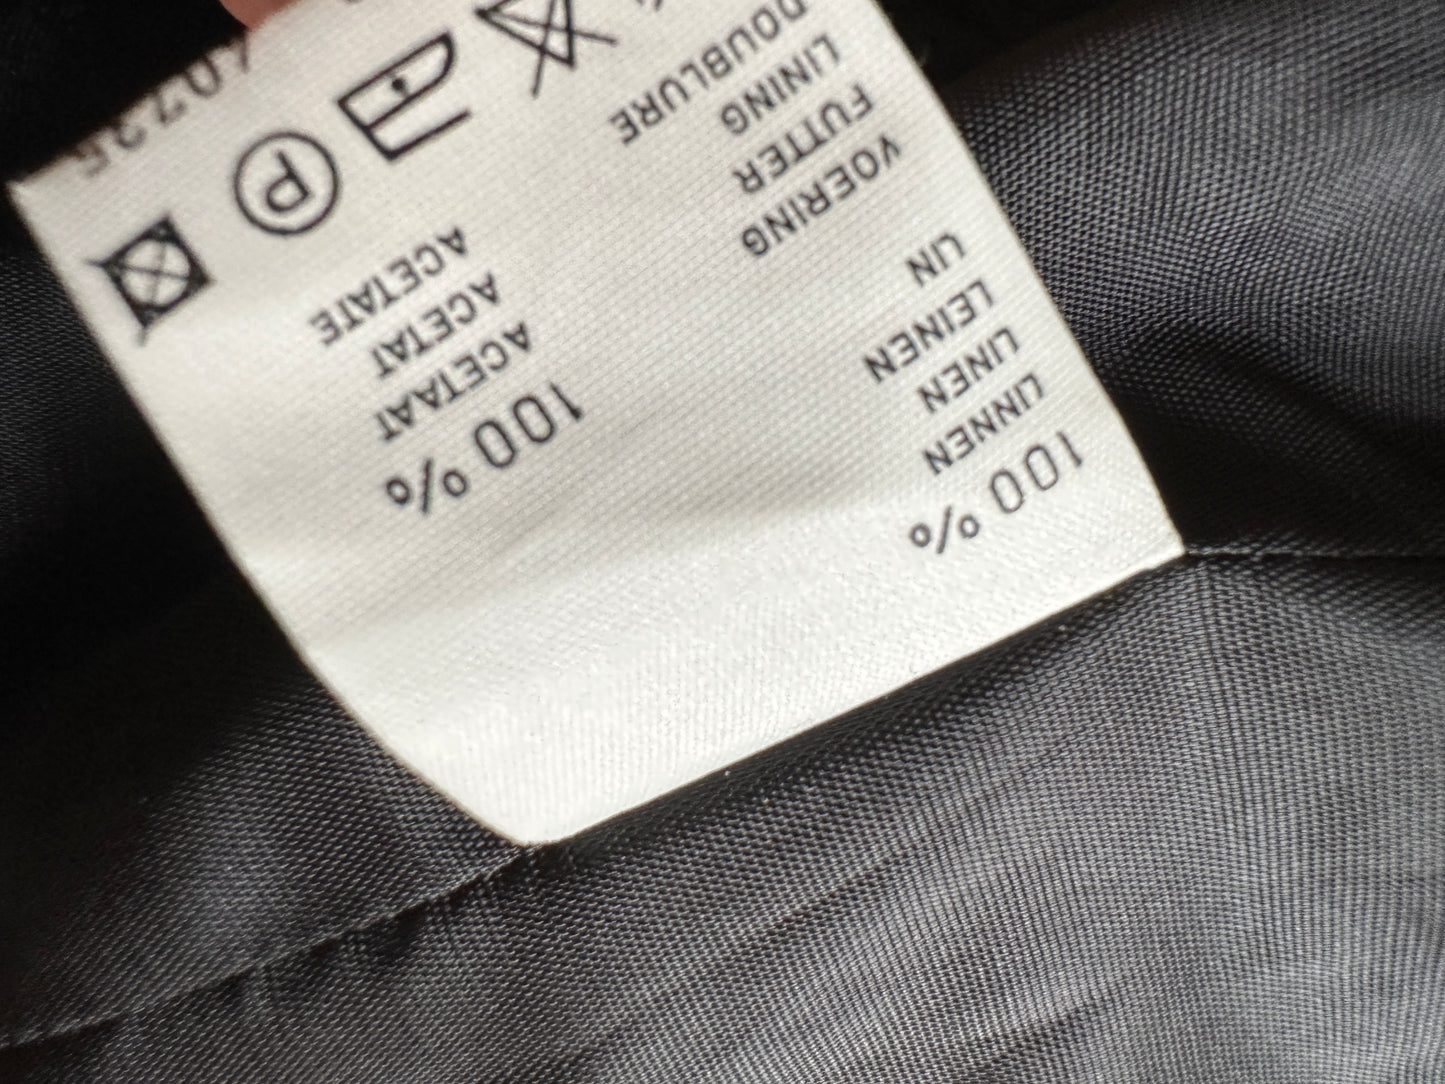 100 %
LINNEN
LINEN
LEINEN
LIN
VOERING
FUTTER
LINING
DOUBLURE
100 %
ACETAAT
ACETAT
ACETATE
P